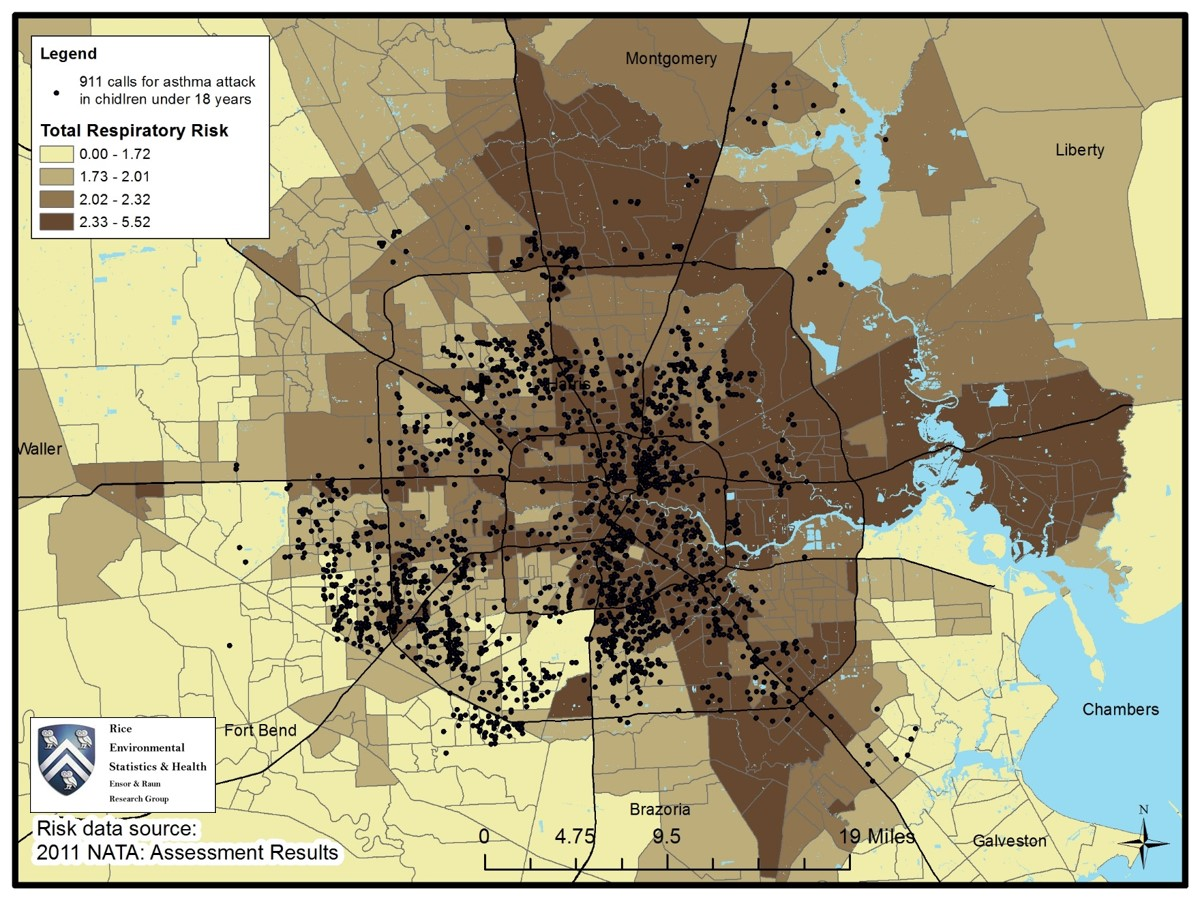 Legend
911 calls for asthma attack
in chidlren under 18 years
Total Respiratory Risk
0.00 - 1.72
1.73 - 2.01
2.02 - 2.32
2.33 - 5.52
Montgomery
Liberty
Harris
Waller
Fort Bend
Chambers
Brazoria
Galveston
Rice
Environmental
Statistics & Health
Ensor & Raun
Research Group
Risk data source:
2011 NATA: Assessment Results
0 4.75 9.5 19 Miles
N